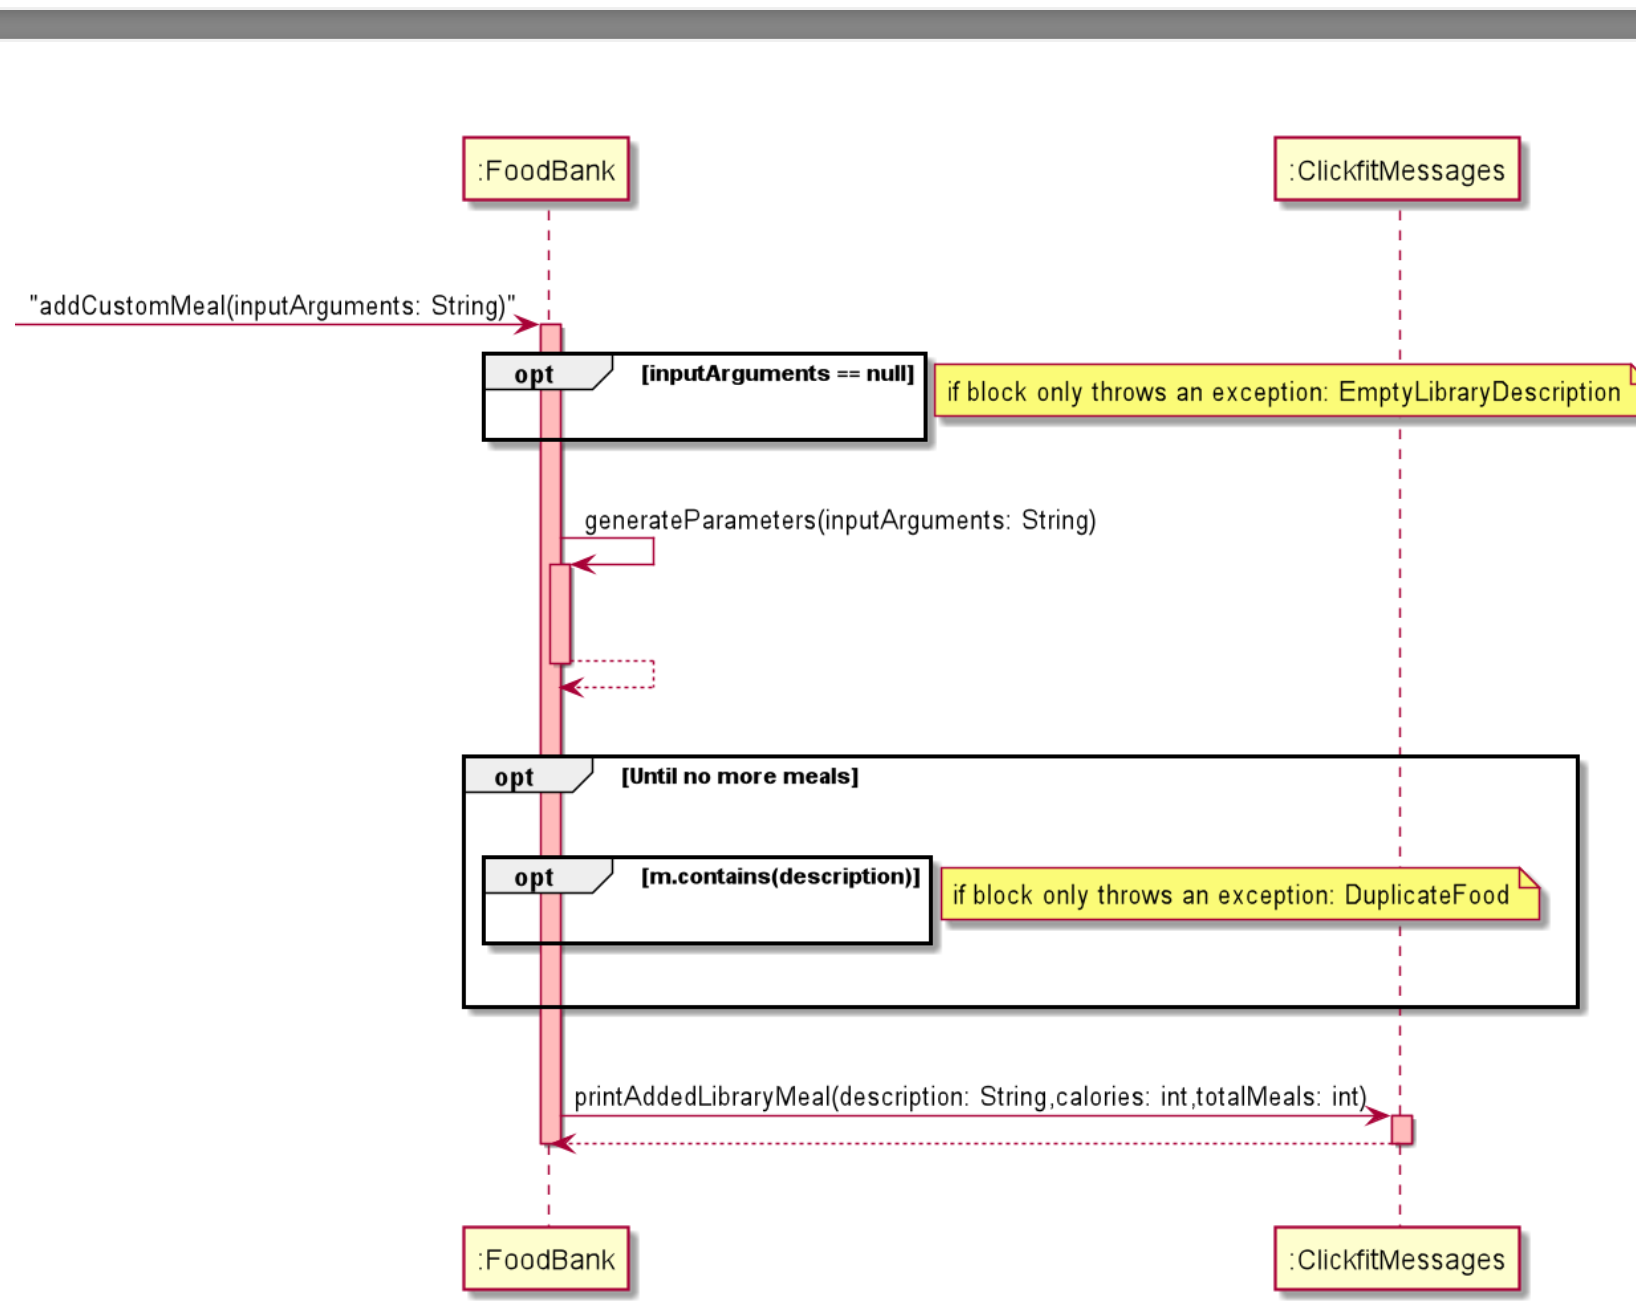 :FoodBank
:ClickfitMessages
"addCustomMeal(inputArguments: String)"
opt
[inputArguments == null]
if block only throws an exception: EmptyLibraryDescription
generateParameters(inputArguments: String)
opt
[Until no more meals]
opt
[m.contains(description)]
if block only throws an exception: DuplicateFood
printAddedLibraryMeal(description: String,calories: int,totalMeals: int)
:FoodBank
:ClickfitMessages